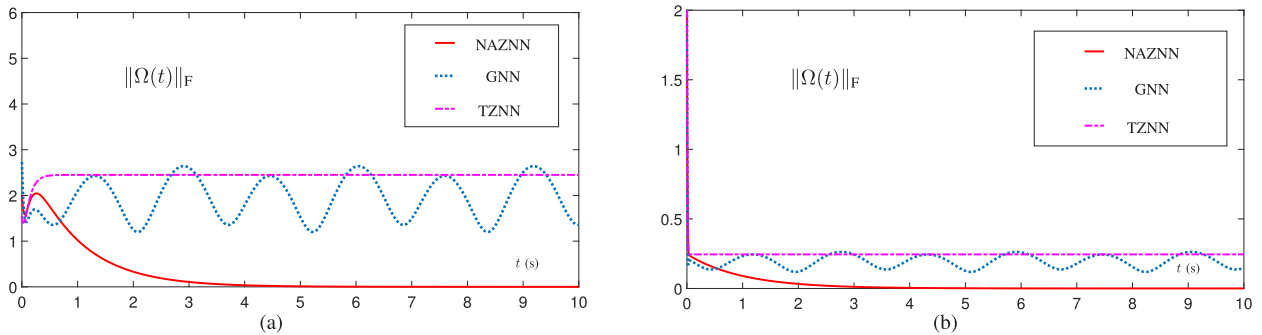 (a)
6
5
4
3
2
1
0
‖Ω(t)‖F
NAZNN
GNN
TZNN
t (s)
0 1 2 3 4 5 6 7 8 9 10
(a)
2
1.5
1
0.5
0
‖Ω(t)‖F
NAZNN
GNN
TZNN
t (s)
0 1 2 3 4 5 6 7 8 9 10
(b)